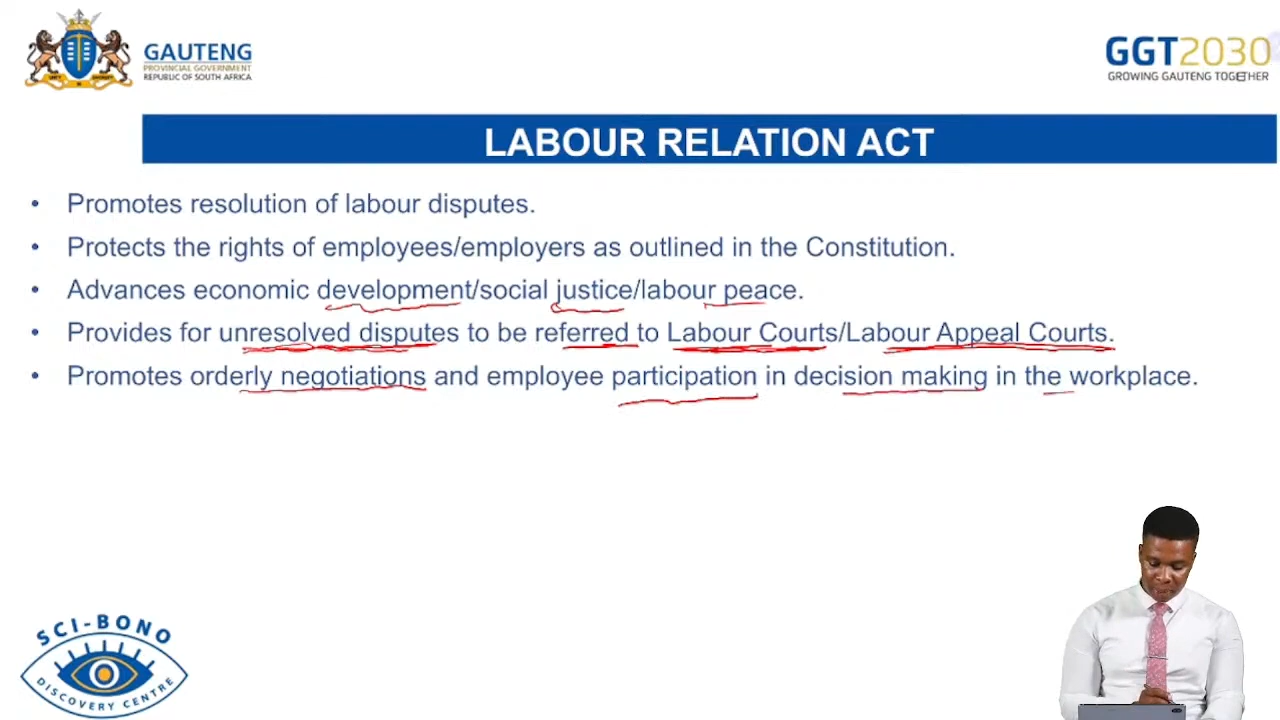 GAUTENG
PROVINCIAL GOVERNMENT
REPUBLIC OF SOUTH AFRICA
GGT2030
GROWING GAUTENG TOGETHER
LABOUR RELATION ACT
• Promotes resolution of labour disputes.
• Protects the rights of employees/employers as outlined in the Constitution.
• Advances economic development/social justice/labour peace.
• Provides for unresolved disputes to be referred to Labour Courts/Labour Appeal Courts.
• Promotes orderly negotiations and employee participation in decision making in the workplace.
SCI-BONO
DISCOVERY CENTRE